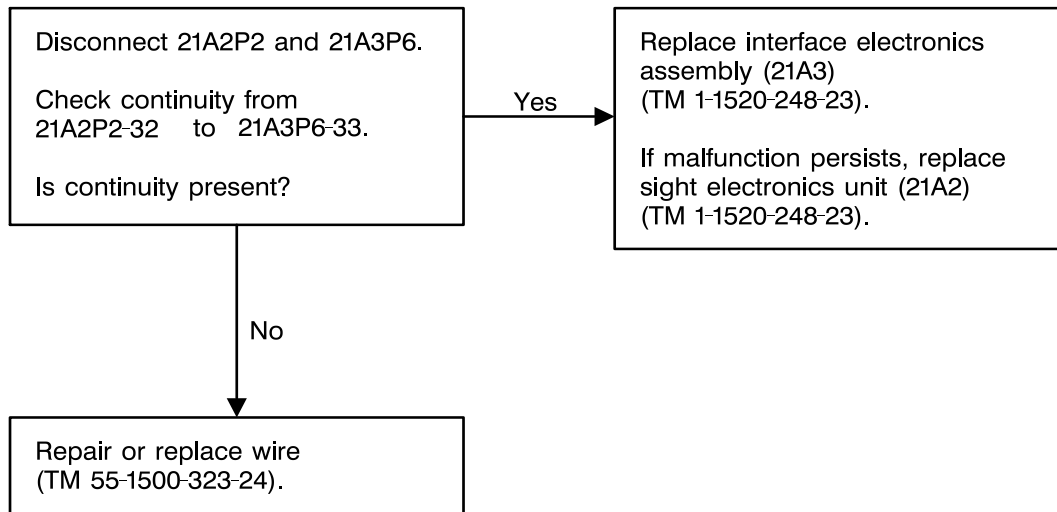 Disconnect 21A2P2 and 21A3P6.
Check continuity from
21A2P2-32 to 21A3P6-33.
Is continuity present?
Yes
Replace interface electronics
assembly (21A3)
(TM 1-1520-248-23).
If malfunction persists, replace
sight electronics unit (21A2)
(TM 1-1520-248-23).
No
Repair or replace wire
(TM 55-1500-323-24).